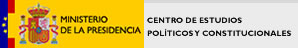 MINISTERIO
DE LA PRESIDENCIA
CENTRO DE ESTUDIOS
POLÍTICOS Y CONSTITUCIONALES